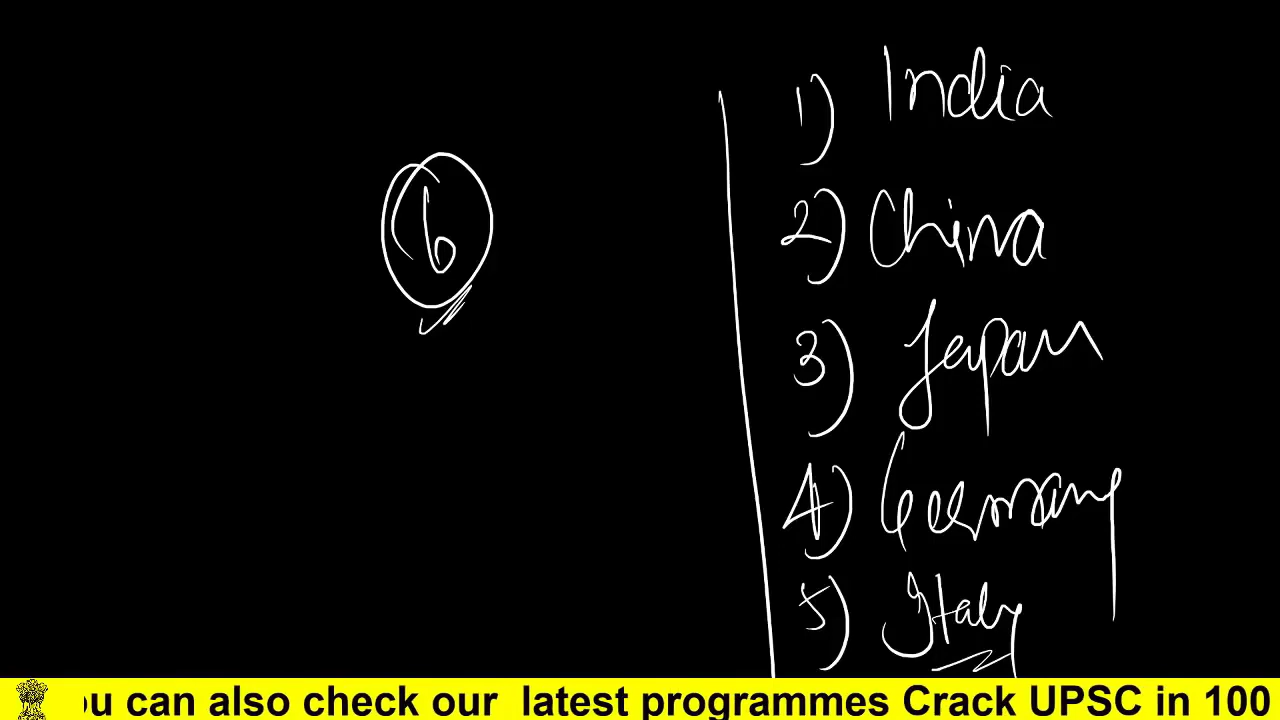 6
1) India
2) China
3) Japan
4) Germany
5) Italy
ou can also check our latest programmes Crack UPSC in 100